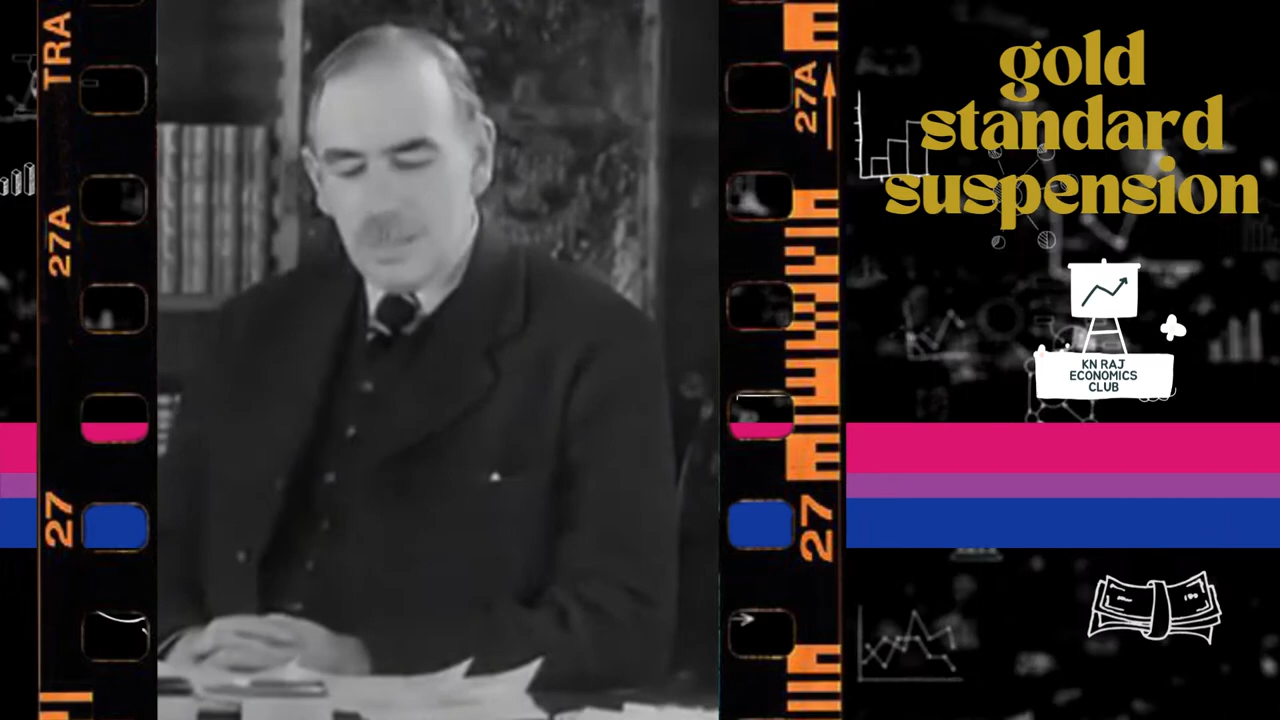 TRA
27A
27
27A
27
gold
standard
suspension
KN RAJ
ECONOMICS
CLUB